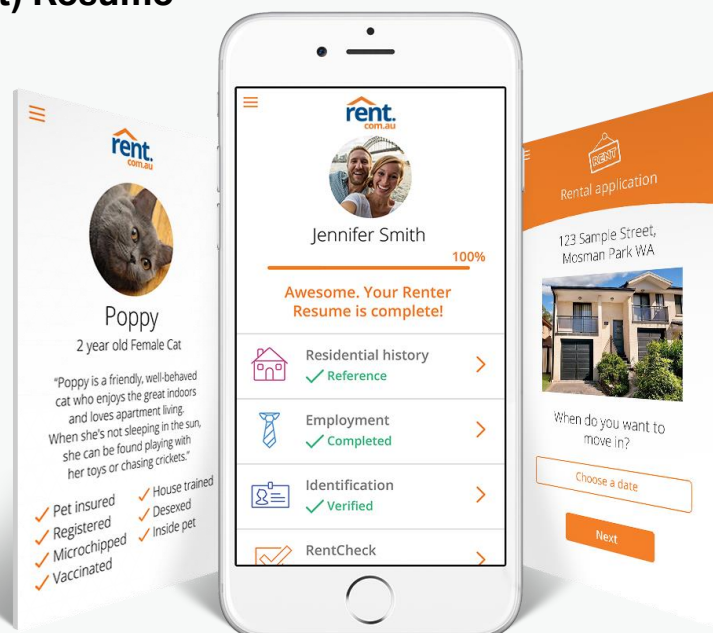 t) Resume
rent.
com.au
Poppy
2 year old Female Cat
“Poppy is a friendly, well-behaved
cat who enjoys the great indoors
and loves apartment living.
When she's not sleeping in the sun,
she can be found playing with
her toys or chasing crickets.”
Pet insured
Registered
Microchipped
Vaccinated
House trained
Desexed
Inside pet
rent.
com.au
Jennifer Smith
100%
Awesome. Your Renter
Resume is complete!
Residential history
Reference
Employment
Completed
Identification
Verified
RentCheck
RENT
Rental application
123 Sample Street,
Mosman Park WA
When do you want to
move in?
Choose a date
Next